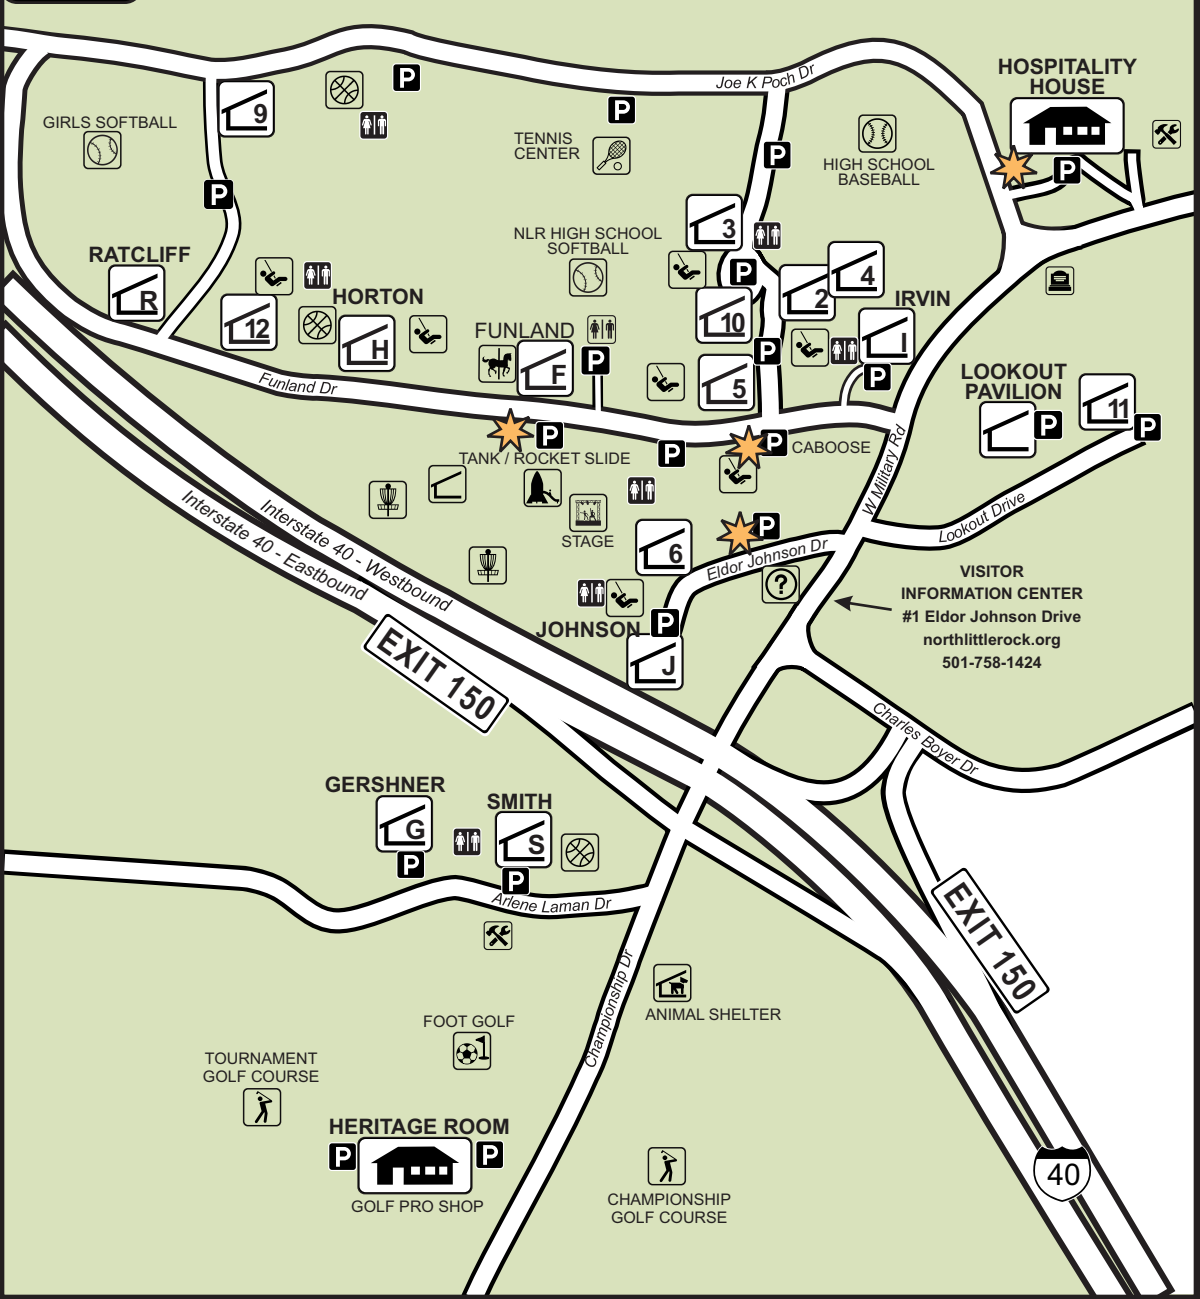 Joe K Poch Dr
HOSPITALITY
HOUSE
P
9
P
GIRLS SOFTBALL
TENNIS
CENTER
P
HIGH SCHOOL
BASEBALL
P
P
RATCLIFF
R
12
HORTON
H
NLR HIGH SCHOOL
SOFTBALL
3
P
10
2
4
IRVIN
I
FUNLAND
F
P
5
P
P
Funland Dr
LOOKOUT
PAVILION
P
11
P
P
TANK / ROCKET SLIDE
P
P
CABOOSE
W Military Rd
Interstate 40 - Westbound
Interstate 40 - Eastbound
STAGE
6
P
Eldor Johnson Dr
?
Lookout Drive
VISITOR
INFORMATION CENTER
#1 Eldor Johnson Drive
northlittlerock.org
501-758-1424
JOHNSON
P
J
EXIT 150
Charles Boyer Dr
GERSHNER
G
P
SMITH
S
P
Arlene Laman Dr
EXIT 150
Championship Dr
ANIMAL SHELTER
FOOT GOLF
TOURNAMENT
GOLF COURSE
HERITAGE ROOM
P
P
GOLF PRO SHOP
CHAMPIONSHIP
GOLF COURSE
40